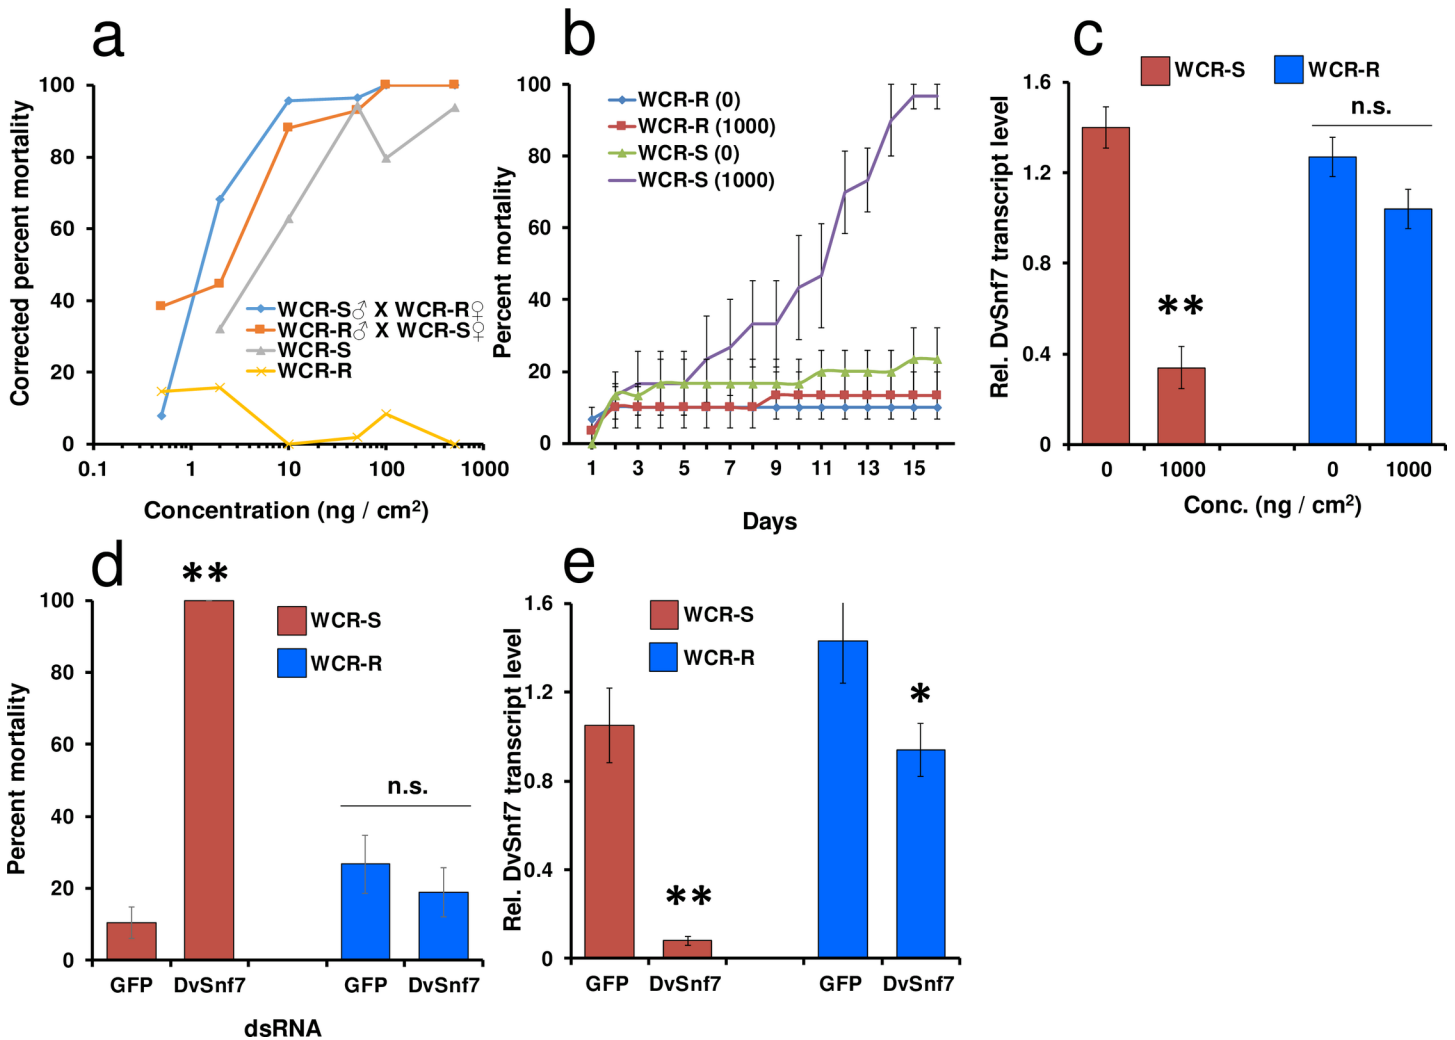 a
Corrected percent mortality
100
80
60
40
20
0
0.1
1
10
100
1000
Concentration (ng / cm²)
WCR-S♂ X WCR-R♀
WCR-R♂ X WCR-S♀
WCR-S
WCR-R
b
Percent mortality
100
80
60
40
20
0
1
3
5
7
9
11
13
15
Days
WCR-R (0)
WCR-R (1000)
WCR-S (0)
WCR-S (1000)
c
WCR-S
WCR-R
Rel. DvSnf7 transcript level
1.6
1.2
0.8
0.4
0
**
n.s.
0
1000
0
1000
Conc. (ng / cm²)
d
Percent mortality
100
80
60
40
20
0
**
WCR-S
WCR-R
n.s.
GFP
DvSnf7
GFP
DvSnf7
dsRNA
e
Rel. DvSnf7 transcript level
1.6
1.2
0.8
0.4
0
WCR-S
WCR-R
**
*
GFP
DvSnf7
GFP
DvSnf7